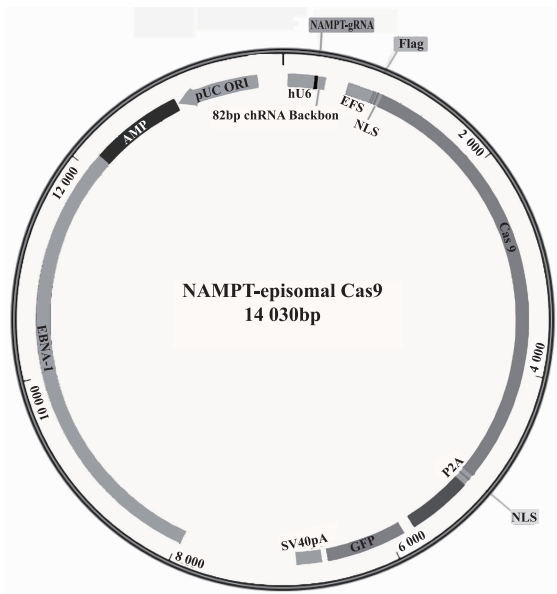 NAMPT-gRNA
Flag
pUC ORI
hU6
EFS
NLS
82bp chRNA Backbon
AMP
2 000
12 000
Cas 9
NAMPT-episomal Cas9
14 030bp
EBNA-1
4 000
10 000
P2A
NLS
SV40pA
GFP
6 000
8 000